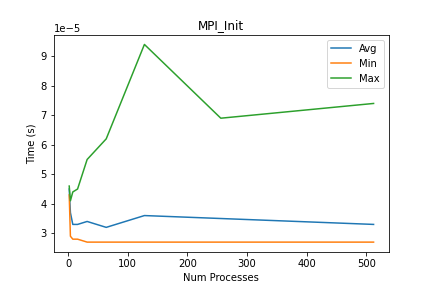 MPI_Init
1e−5
Avg
Min
Max
9
8
7
6
5
4
3
Time (s)
0 100 200 300 400 500
Num Processes